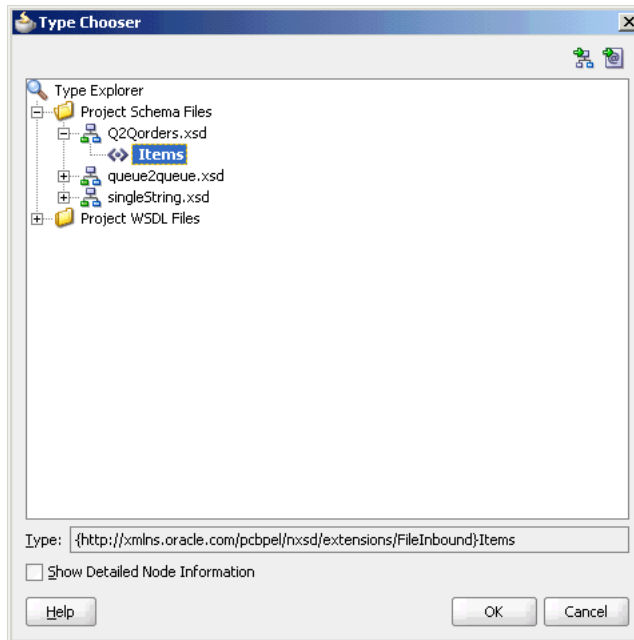 Type Chooser
Type Explorer
Project Schema Files
Q2Qorders.xsd
Items
queue2queue.xsd
singleString.xsd
Project WSDL Files
Type: {http://xmlns.oracle.com/pcbpel/nxsd/extensions/FileInbound}Items
Show Detailed Node Information
Help OK Cancel